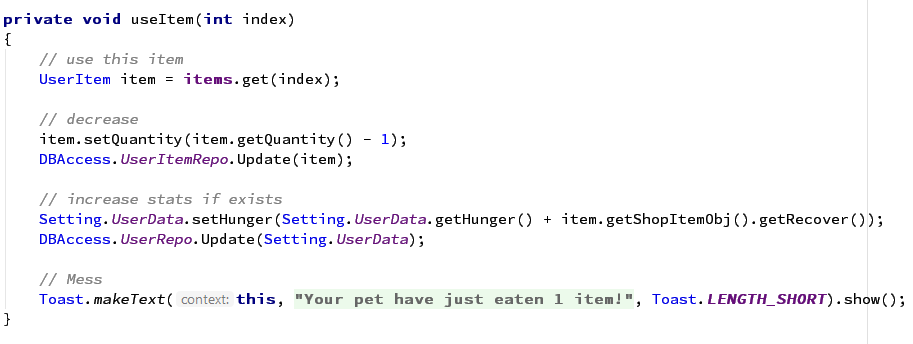 private void useItem(int index)
{
// use this item
UserItem item = items.get(index);
// decrease
item.setQuantity(item.getQuantity() - 1);
DBAccess.UserItemRepo.Update(item);
// increase stats if exists
Setting.UserData.setHunger(Setting.UserData.getHunger() + item.getShopItemObj().getRecover());
DBAccess.UserRepo.Update(Setting.UserData);
// Mess
Toast.makeText( context: this, "Your pet have just eaten 1 item!", Toast.LENGTH_SHORT).show();
}